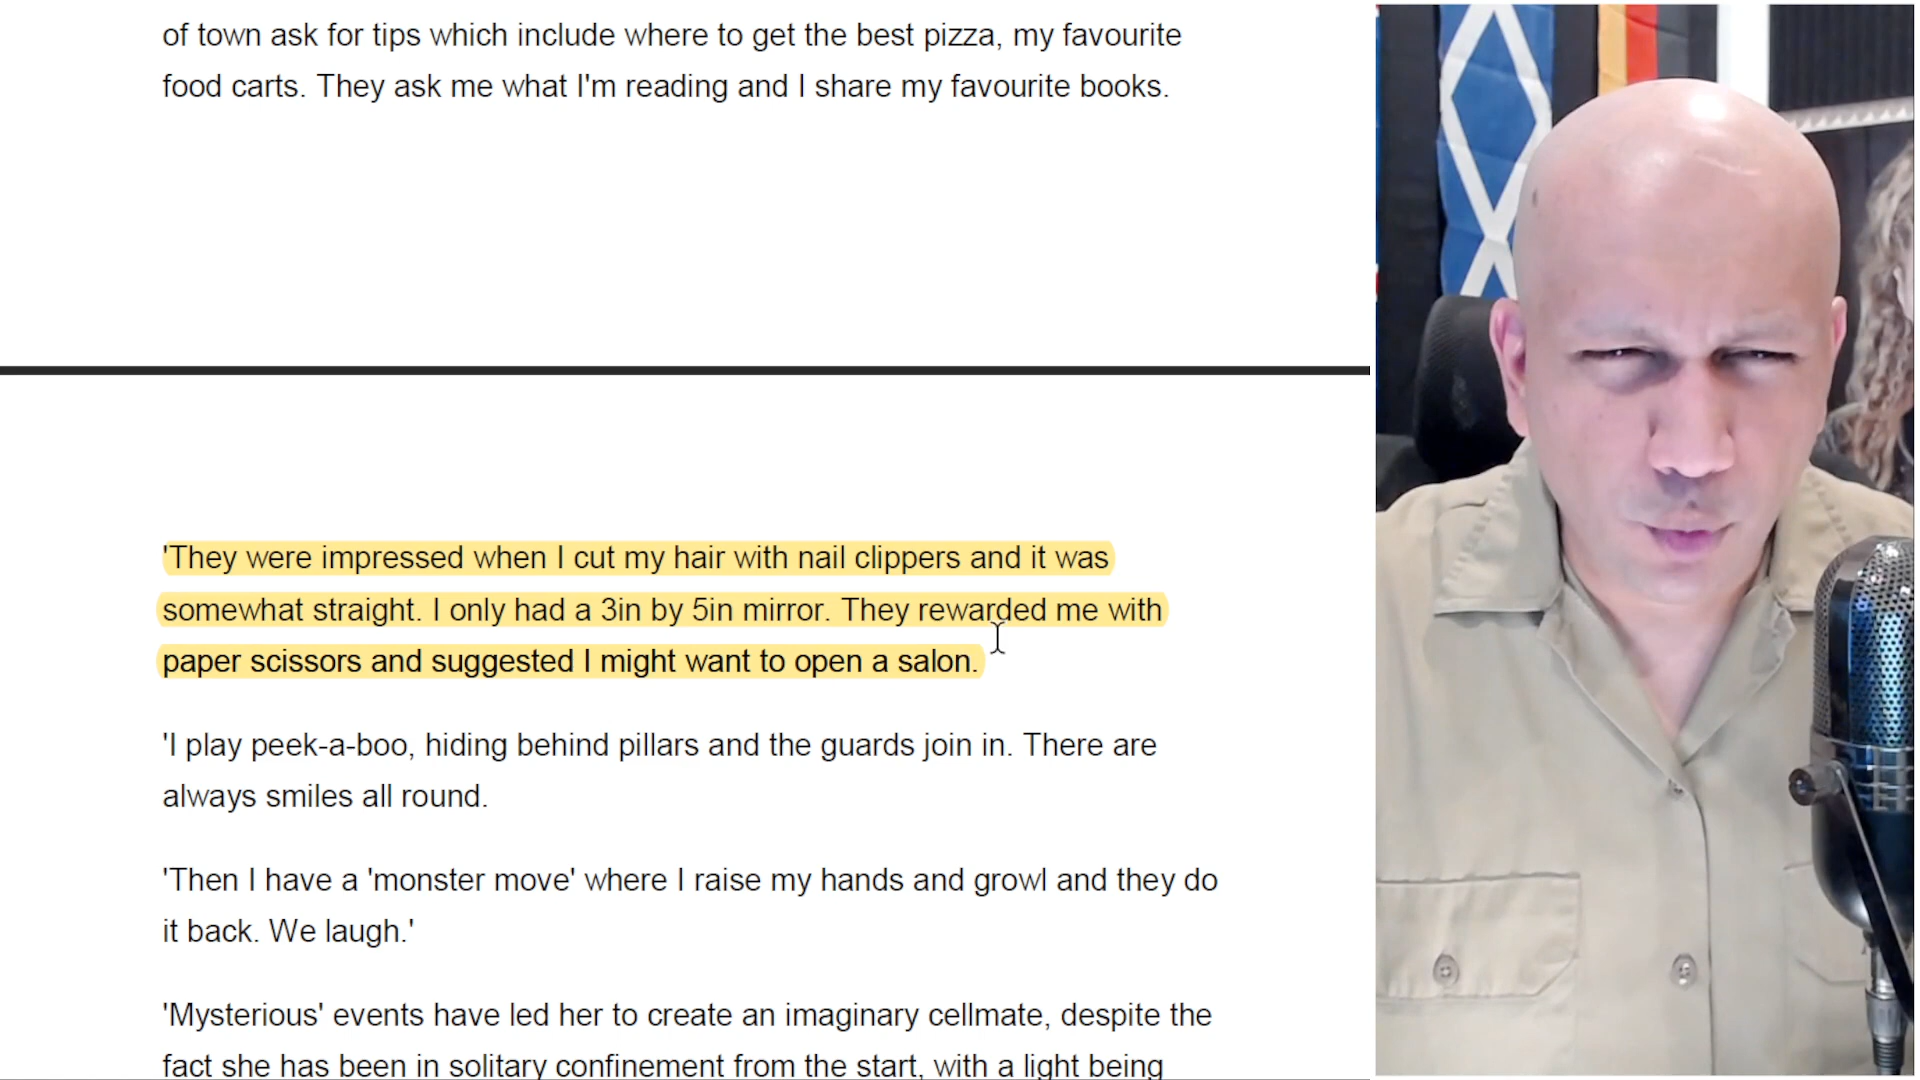 of town ask for tips which include where to get the best pizza, my favourite
food carts. They ask me what I'm reading and I share my favourite books.
'They were impressed when I cut my hair with nail clippers and it was
somewhat straight. I only had a 3in by 5in mirror. They rewarded me with
paper scissors and suggested I might want to open a salon.
'I play peek-a-boo, hiding behind pillars and the guards join in. There are
always smiles all round.
'Then I have a 'monster move' where I raise my hands and growl and they do
it back. We laugh.'
'Mysterious' events have led her to create an imaginary cellmate, despite the
fact she has been in solitary confinement from the start, with a light being